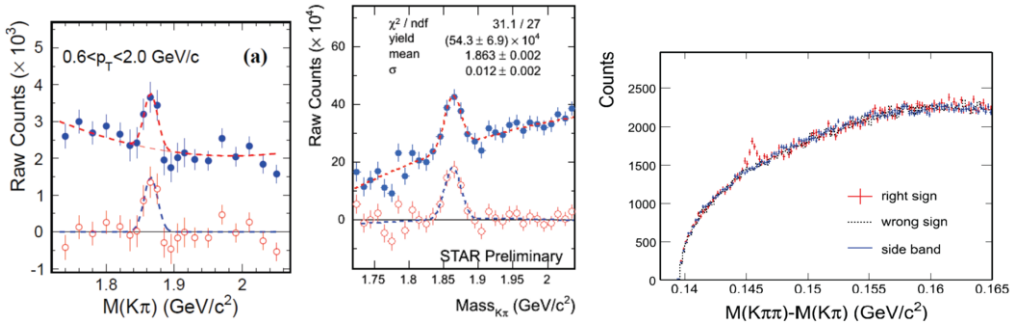 Raw Counts (× 10³)
0.6<p_T<2.0 GeV/c (a)
5
4
3
2
1
0
-1
1.8 1.9 2
M(Kπ) (GeV/c²)
Raw Counts (× 10⁴)
χ² / ndf 31.1 / 27
yield (54.3 ± 6.9) × 10⁴
mean 1.863 ± 0.002
σ 0.012 ± 0.002
60
40
20
0
STAR Preliminary
1.75 1.8 1.85 1.9 1.95 2
Mass_Kπ (GeV/c²)
Counts
2500
2000
1500
1000
500
0
right sign
wrong sign
side band
0.14 0.145 0.15 0.155 0.16 0.165
M(Kππ)-M(Kπ) (GeV/c²)